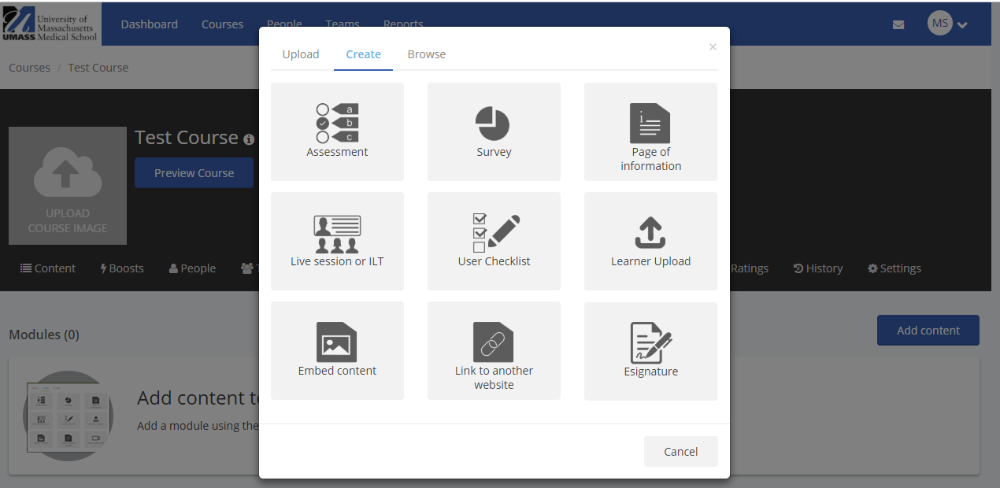 University of
Massachusetts
UMASS Medical School
Dashboard Courses People Teams Reports
MS
Courses / Test Course
Upload Create Browse ×
a
b
c
Assessment
Survey
i
Page of
information
Test Course
Preview Course
UPLOAD
COURSE IMAGE
Live session or ILT
User Checklist
Learner Upload
Content Boosts People T Ratings History Settings
Embed content
Link to another
website
Esignature
Modules (0)
Add content
Add content t
Add a module using the
Cancel